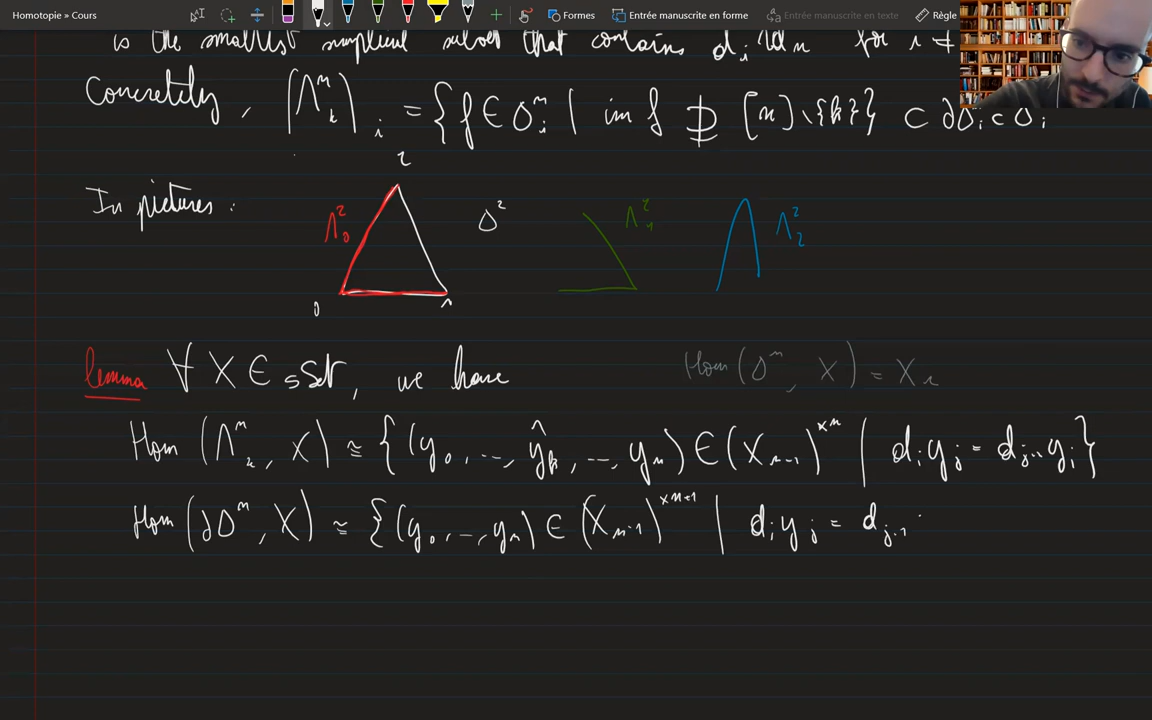 Homotopie » Cours
Formes
Entrée manuscrite en forme
Entrée manuscrite en texte
Règle
is the smallest simplicial subset that contains d_i id_n for i ≠
Concretely, (Λ^n_k)_i = {f ∈ Δ^n_i | im f ⊉ [n]\{k}} ⊂ ∂Δ_i ⊂ Δ_i
2
In pictures :
Λ^2_0
Δ^2
Λ^2_1
Λ^2_2
0
1
lemma ∀ X ∈ sSet, we have
Hom (Δ^n, X) = X_n
Hom (Λ^n_k, X) ≅ {(y_0, ..., ŷ_k, ..., y_n) ∈ (X_{n-1})^{×n} | d_i y_j = d_{j-1} y_i}
Hom (∂Δ^n, X) ≅ {(y_0, ..., y_n) ∈ (X_{n-1})^{×n+1} | d_i y_j = d_{j-1}